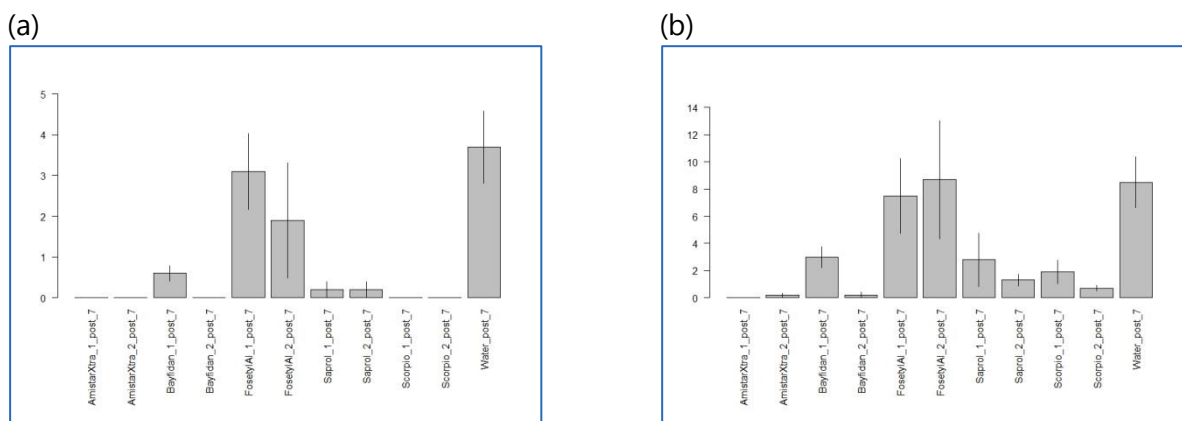 (a)
5
4
3
2
1
0
AmistarXtra_1_post_7
AmistarXtra_2_post_7
Bayfidan_1_post_7
Bayfidan_2_post_7
FosetylAl_1_post_7
FosetylAl_2_post_7
Saprol_1_post_7
Saprol_2_post_7
Scorpio_1_post_7
Scorpio_2_post_7
Water_post_7
(b)
14
12
10
8
6
4
2
0
AmistarXtra_1_post_7
AmistarXtra_2_post_7
Bayfidan_1_post_7
Bayfidan_2_post_7
FosetylAl_1_post_7
FosetylAl_2_post_7
Saprol_1_post_7
Saprol_2_post_7
Scorpio_1_post_7
Scorpio_2_post_7
Water_post_7